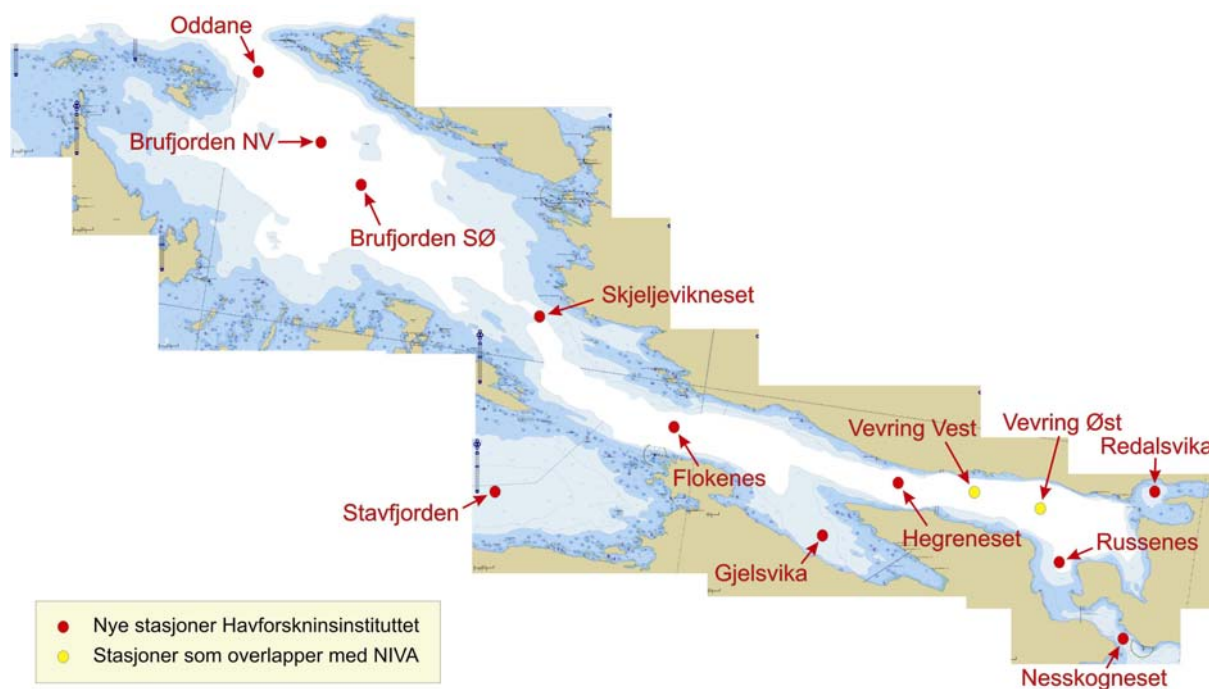 Oddane
Brufjorden NV
Brufjorden SØ
Skjeljevikneset
Vevring Øst
Vevring Vest
Redalsvika
Flokenes
Stavfjorden
Hegreneset
Russenes
Gjelsvika
Nesskogneset
Nye stasjoner Havforskninsinstituttet
Stasjoner som overlapper med NIVA